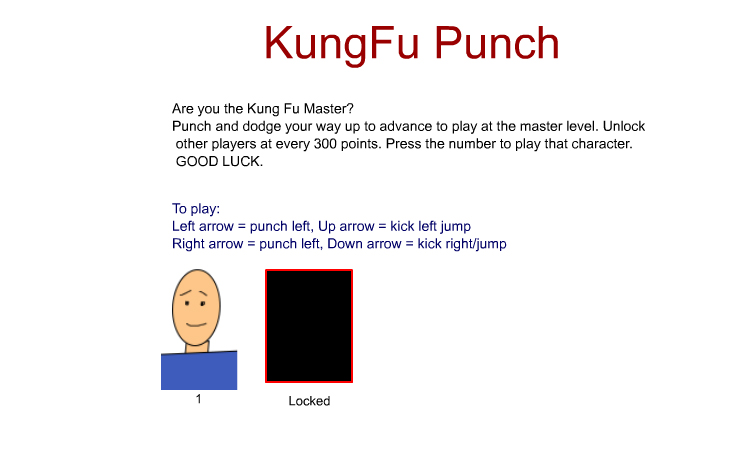 KungFu Punch
Are you the Kung Fu Master?
Punch and dodge your way up to advance to play at the master level. Unlock
other players at every 300 points. Press the number to play that character.
GOOD LUCK.
To play:
Left arrow = punch left, Up arrow = kick left jump
Right arrow = punch left, Down arrow = kick right/jump
1
Locked